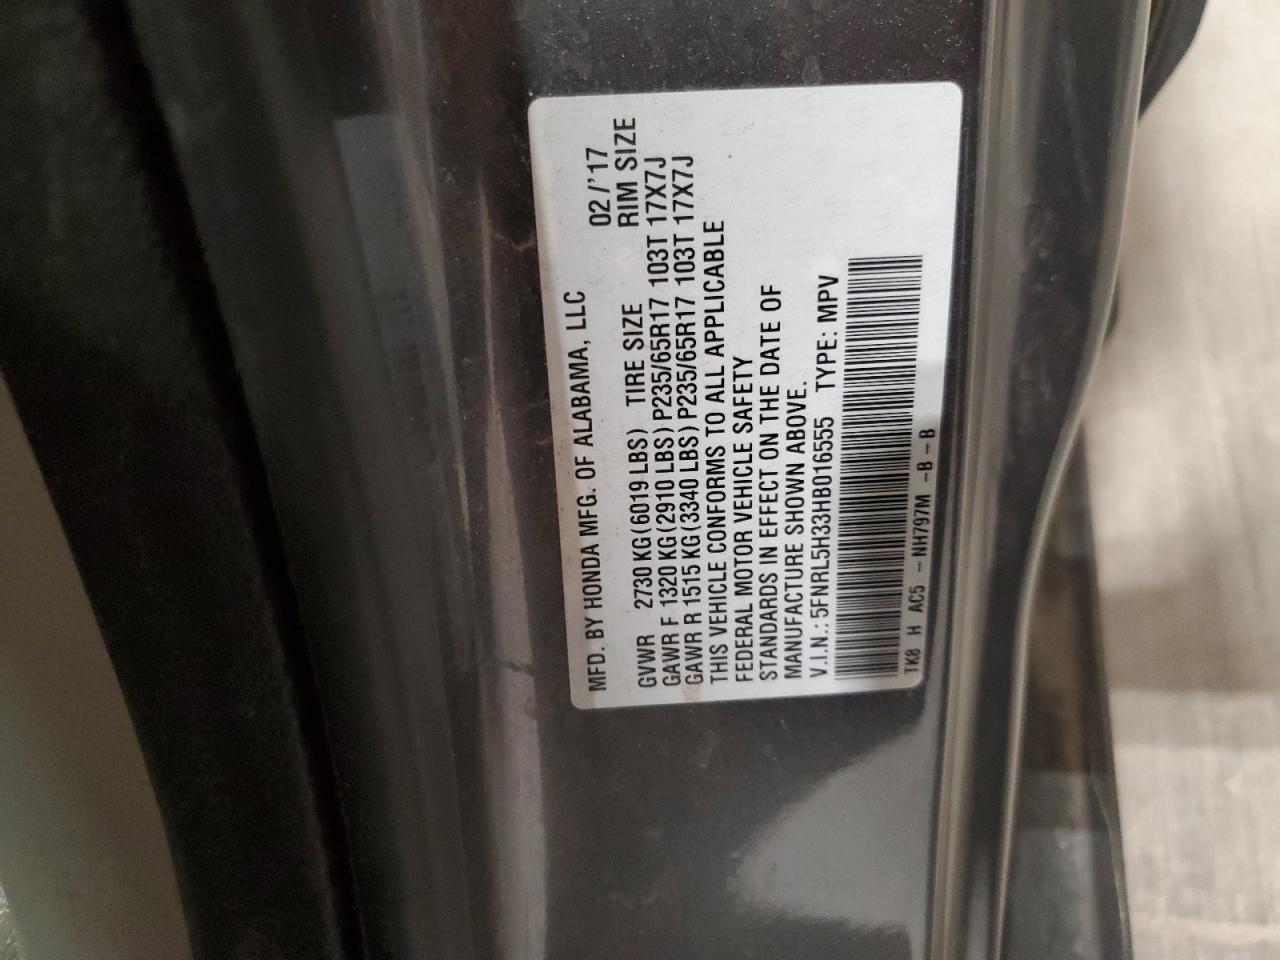 MFD. BY HONDA MFG. OF ALABAMA, LLC 02/'17
GVWR 2730 KG(6019 LBS) TIRE SIZE RIM SIZE
GAWR F 1320 KG(2910 LBS) P235/65R17 103T 17X7J
GAWR R 1515 KG(3340 LBS) P235/65R17 103T 17X7J
THIS VEHICLE CONFORMS TO ALL APPLICABLE
FEDERAL MOTOR VEHICLE SAFETY
STANDARDS IN EFFECT ON THE DATE OF
MANUFACTURE SHOWN ABOVE.
V.I.N.: 5FNRL5H33HB016555 TYPE: MPV
TK8 H AC5 - NH797M -B - B